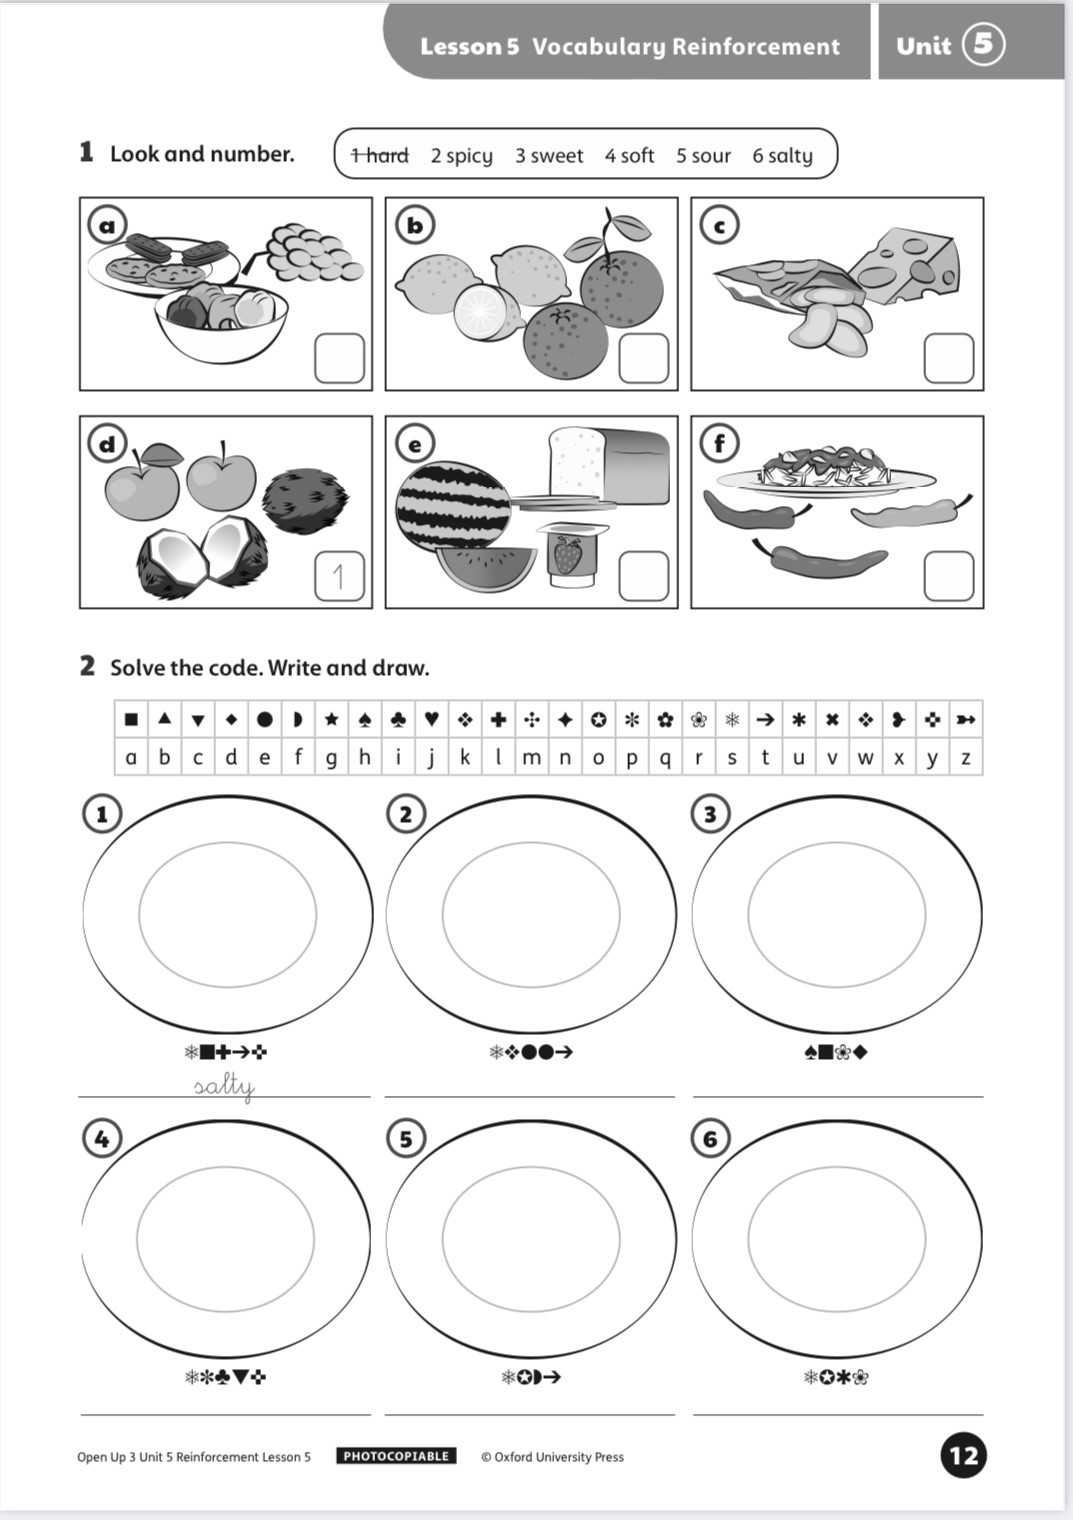 Lesson 5 Vocabulary Reinforcement Unit 5
1 Look and number. 1 hard 2 spicy 3 sweet 4 soft 5 sour 6 salty
a b c
d e f
1
2 Solve the code. Write and draw.
■ ▲ ▼ ◆ ● ◗ ★ ♠ ♣ ♥ ❖ ✚ ✣ ✦ ✪ ✼ ✿ ❀ ❄ → ✱ ✖ ❖ ❥ ✜ ➳
a b c d e f g h i j k l m n o p q r s t u v w x y z
1 2 3
❄■✚→✜ ❄❖●●→ ♠■❀◆
salty
4 5 6
❄✼♣▼✜ ❄✪◗→ ❄✪✱❀
Open Up 3 Unit 5 Reinforcement Lesson 5 PHOTOCOPIABLE © Oxford University Press 12